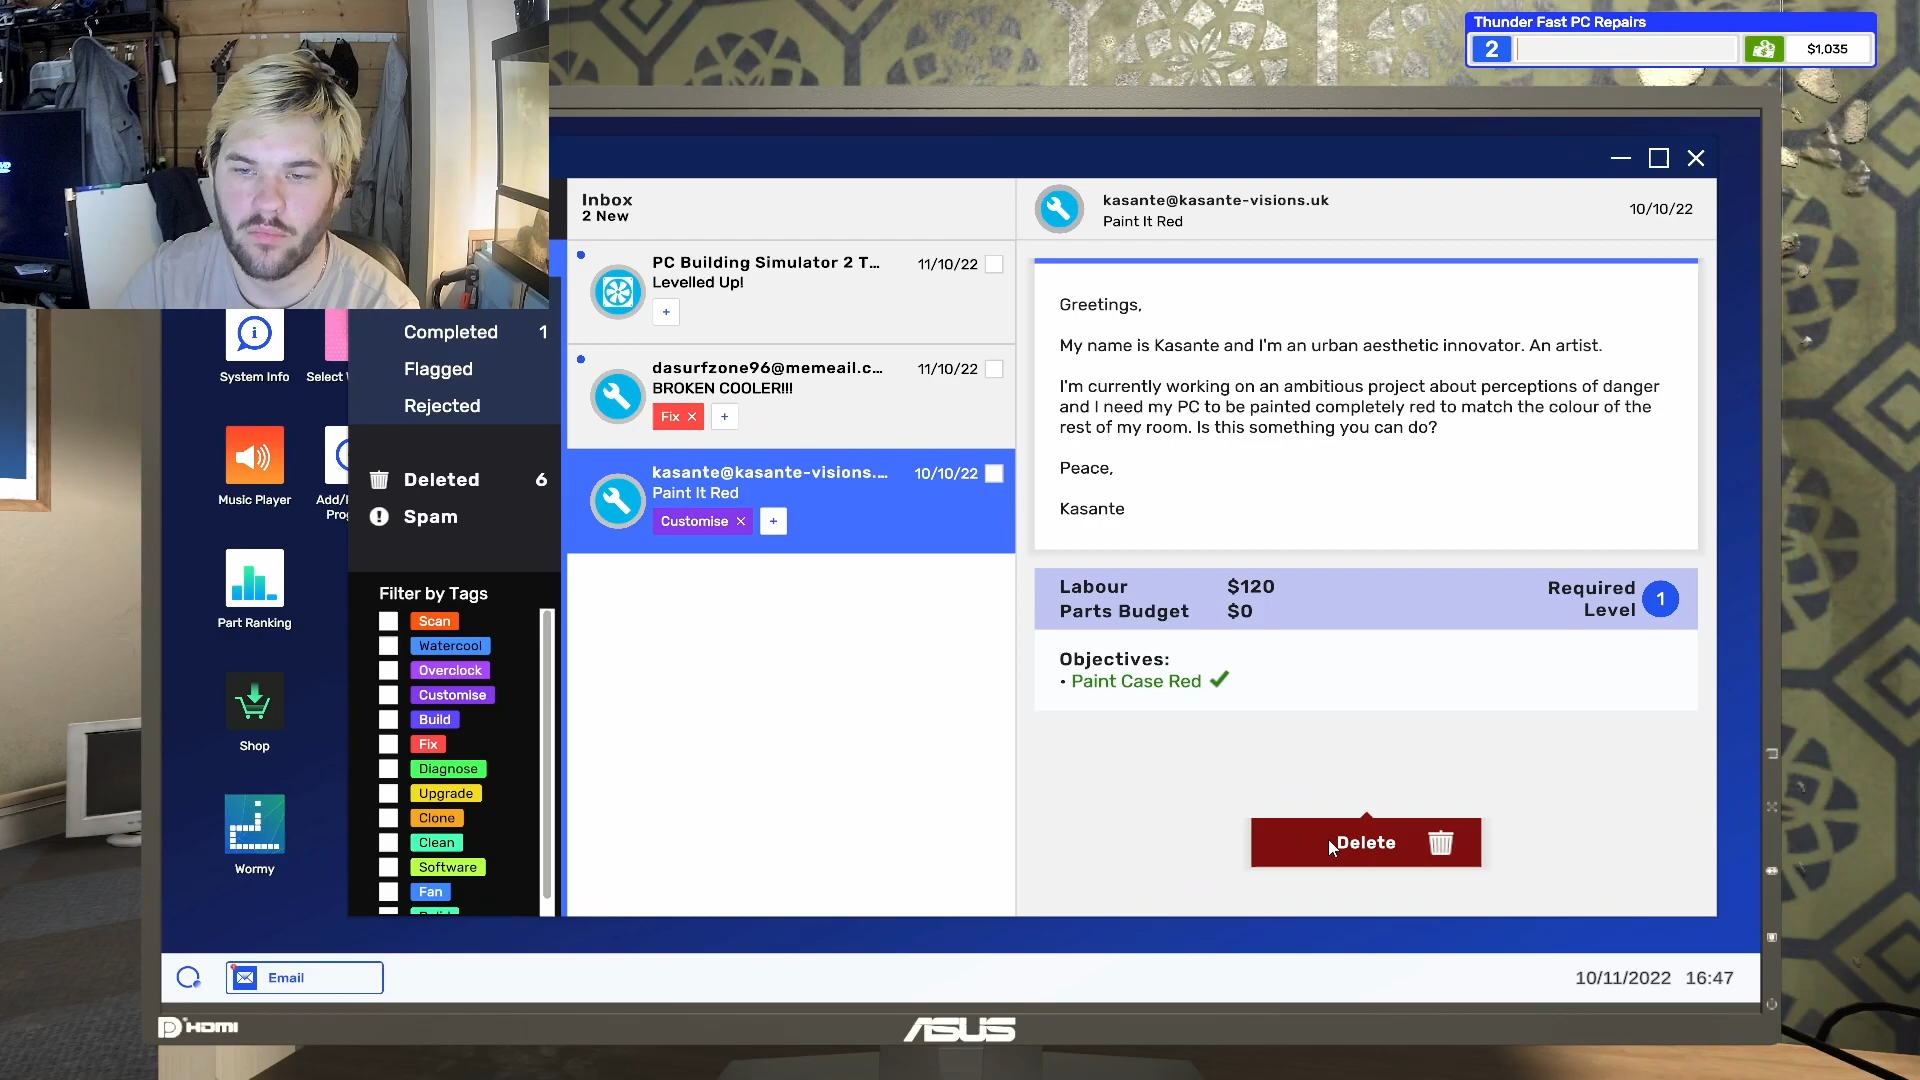 Thunder Fast PC Repairs
2
$1,035
Inbox
2 New
kasante@kasante-visions.uk
Paint It Red
10/10/22
PC Building Simulator 2 T...
11/10/22
Levelled Up!
+
dasurfzone96@memeail.c...
11/10/22
BROKEN COOLER!!!
Fix ×
+
kasante@kasante-visions....
10/10/22
Paint It Red
Customise ×
+
Greetings,
My name is Kasante and I'm an urban aesthetic innovator. An artist.
I'm currently working on an ambitious project about perceptions of danger
and I need my PC to be painted completely red to match the colour of the
rest of my room. Is this something you can do?
Peace,
Kasante
Labour $120
Parts Budget $0
Required
Level 1
Objectives:
• Paint Case Red ✔
Delete
Completed 1
Flagged
Rejected
Deleted 6
Spam
Filter by Tags
Scan
Watercool
Overclock
Customise
Build
Fix
Diagnose
Upgrade
Clone
Clean
Software
Fan
System Info
Select
Music Player
Add/
Part Ranking
Shop
Wormy
Email
10/11/2022 16:47
HDMI
ASUS